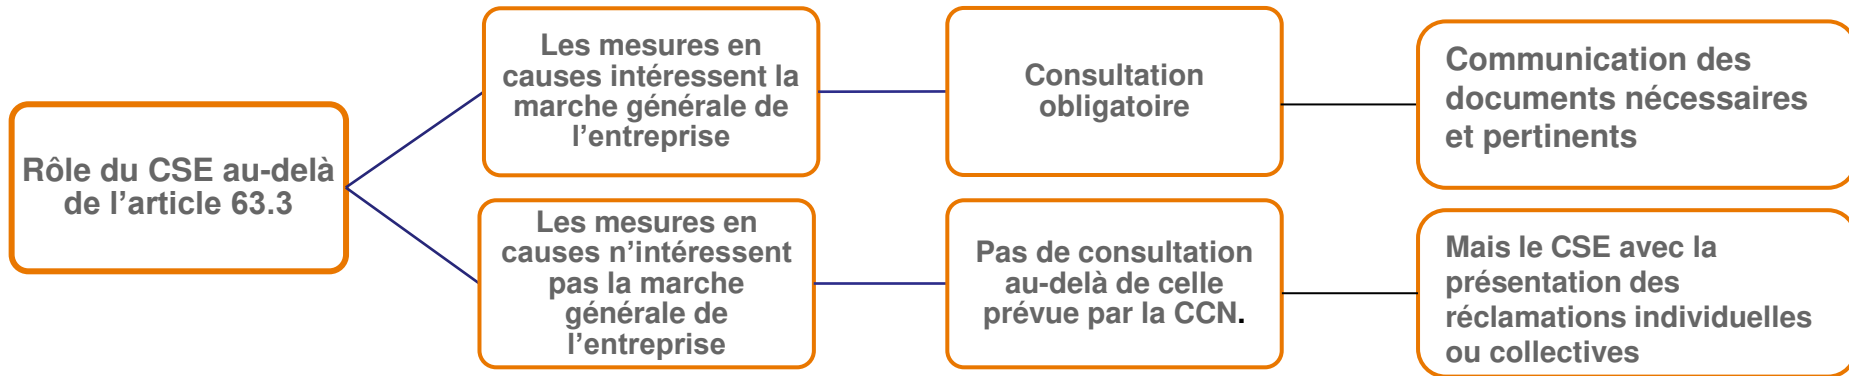 Rôle du CSE au-delà
de l'article 63.3
Les mesures en
causes intéressent la
marche générale de
l'entreprise
Consultation
obligatoire
Communication des
documents nécessaires
et pertinents
Les mesures en
causes n'intéressent
pas la marche
générale de
l'entreprise
Pas de consultation
au-delà de celle
prévue par la CCN.
Mais le CSE avec la
présentation des
réclamations individuelles
ou collectives